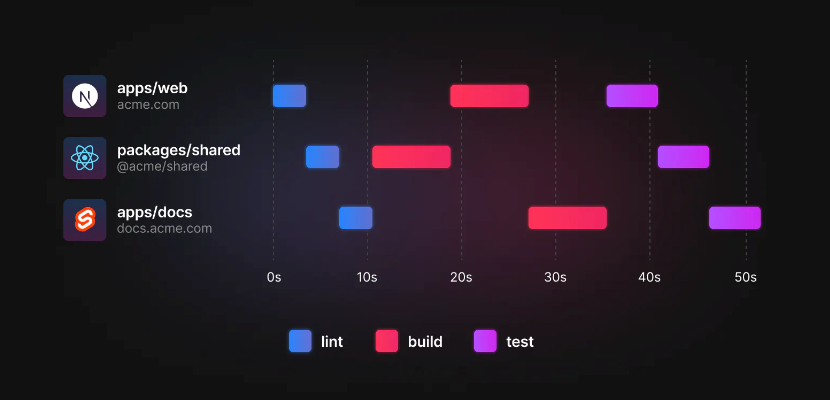 apps/web
acme.com
packages/shared
@acme/shared
apps/docs
docs.acme.com
0s 10s 20s 30s 40s 50s
lint build test